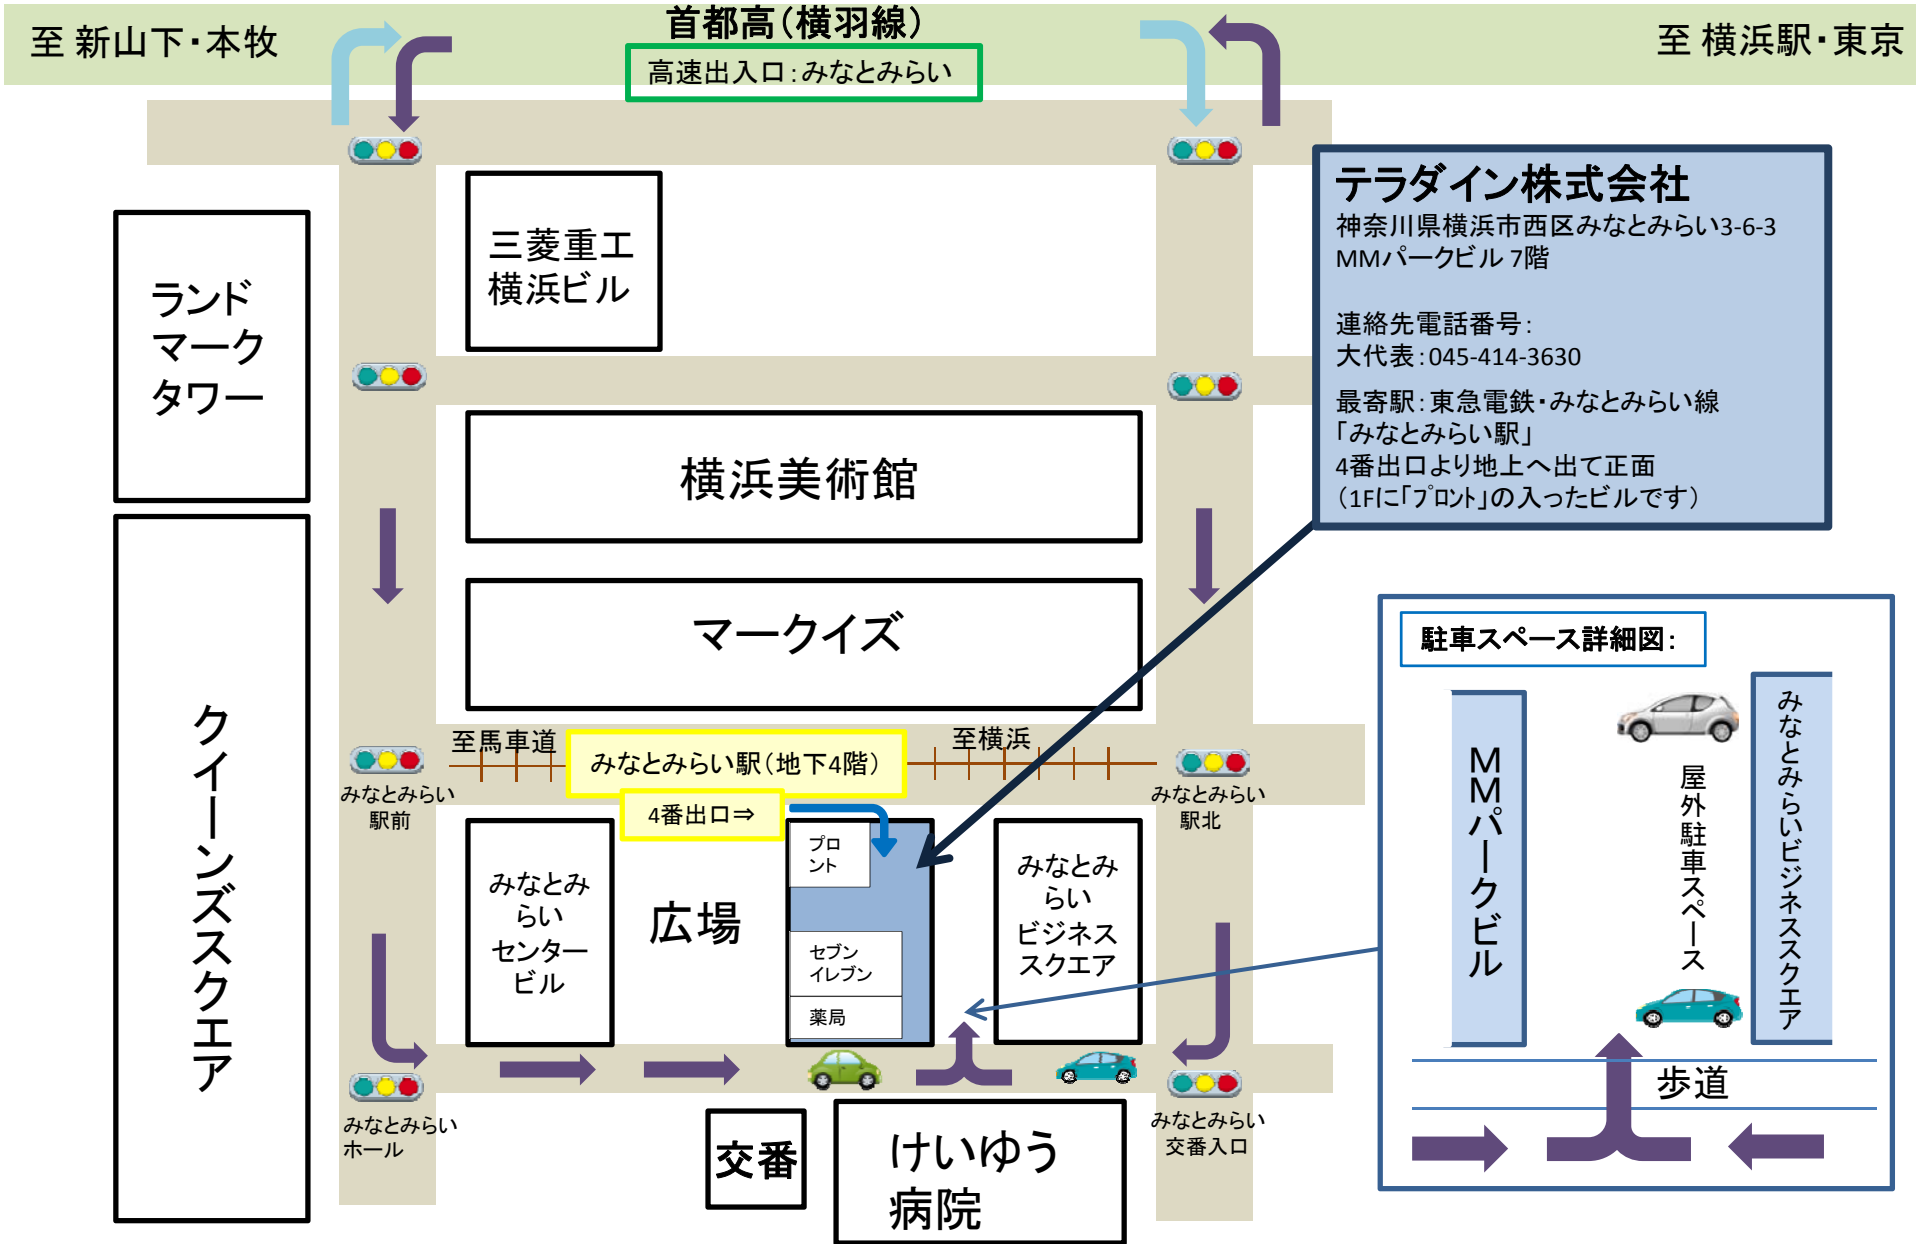 至 新山下・本牧
首都高（横羽線）
至 横浜駅・東京
高速出入口：みなとみらい
テラダイン株式会社
神奈川県横浜市西区みなとみらい3-6-3
MMパークビル 7階
連絡先電話番号：
大代表：045-414-3630
最寄駅：東急電鉄・みなとみらい線
「みなとみらい駅」
4番出口より地上へ出て正面
（1Fに「プロント」の入ったビルです）
三菱重工
横浜ビル
ランド
マーク
タワー
横浜美術館
マークイズ
クイーンズスクエア
至馬車道
みなとみらい駅（地下4階）
至横浜
みなとみらい
駅前
4番出口⇒
みなとみらい
駅北
プロ
ント
みなとみ
らい
センター
ビル
広場
セブン
イレブン
薬局
みなとみ
らい
ビジネス
スクエア
みなとみらい
ホール
交番
けいゆう
病院
みなとみらい
交番入口
駐車スペース詳細図：
MMパークビル
屋外駐車スペース
みなとみらいビジネススクエア
歩道